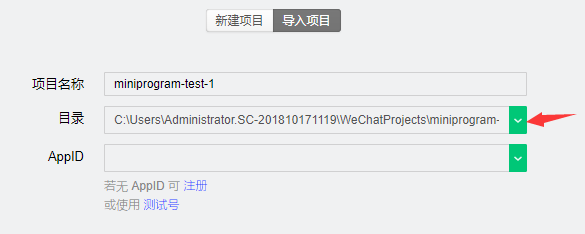 新建项目 导入项目
项目名称 miniprogram-test-1
目录 C:\Users\Administrator.SC-201810171119\WeChatProjects\miniprogram-
AppID
若无 AppID 可 注册
或使用 测试号